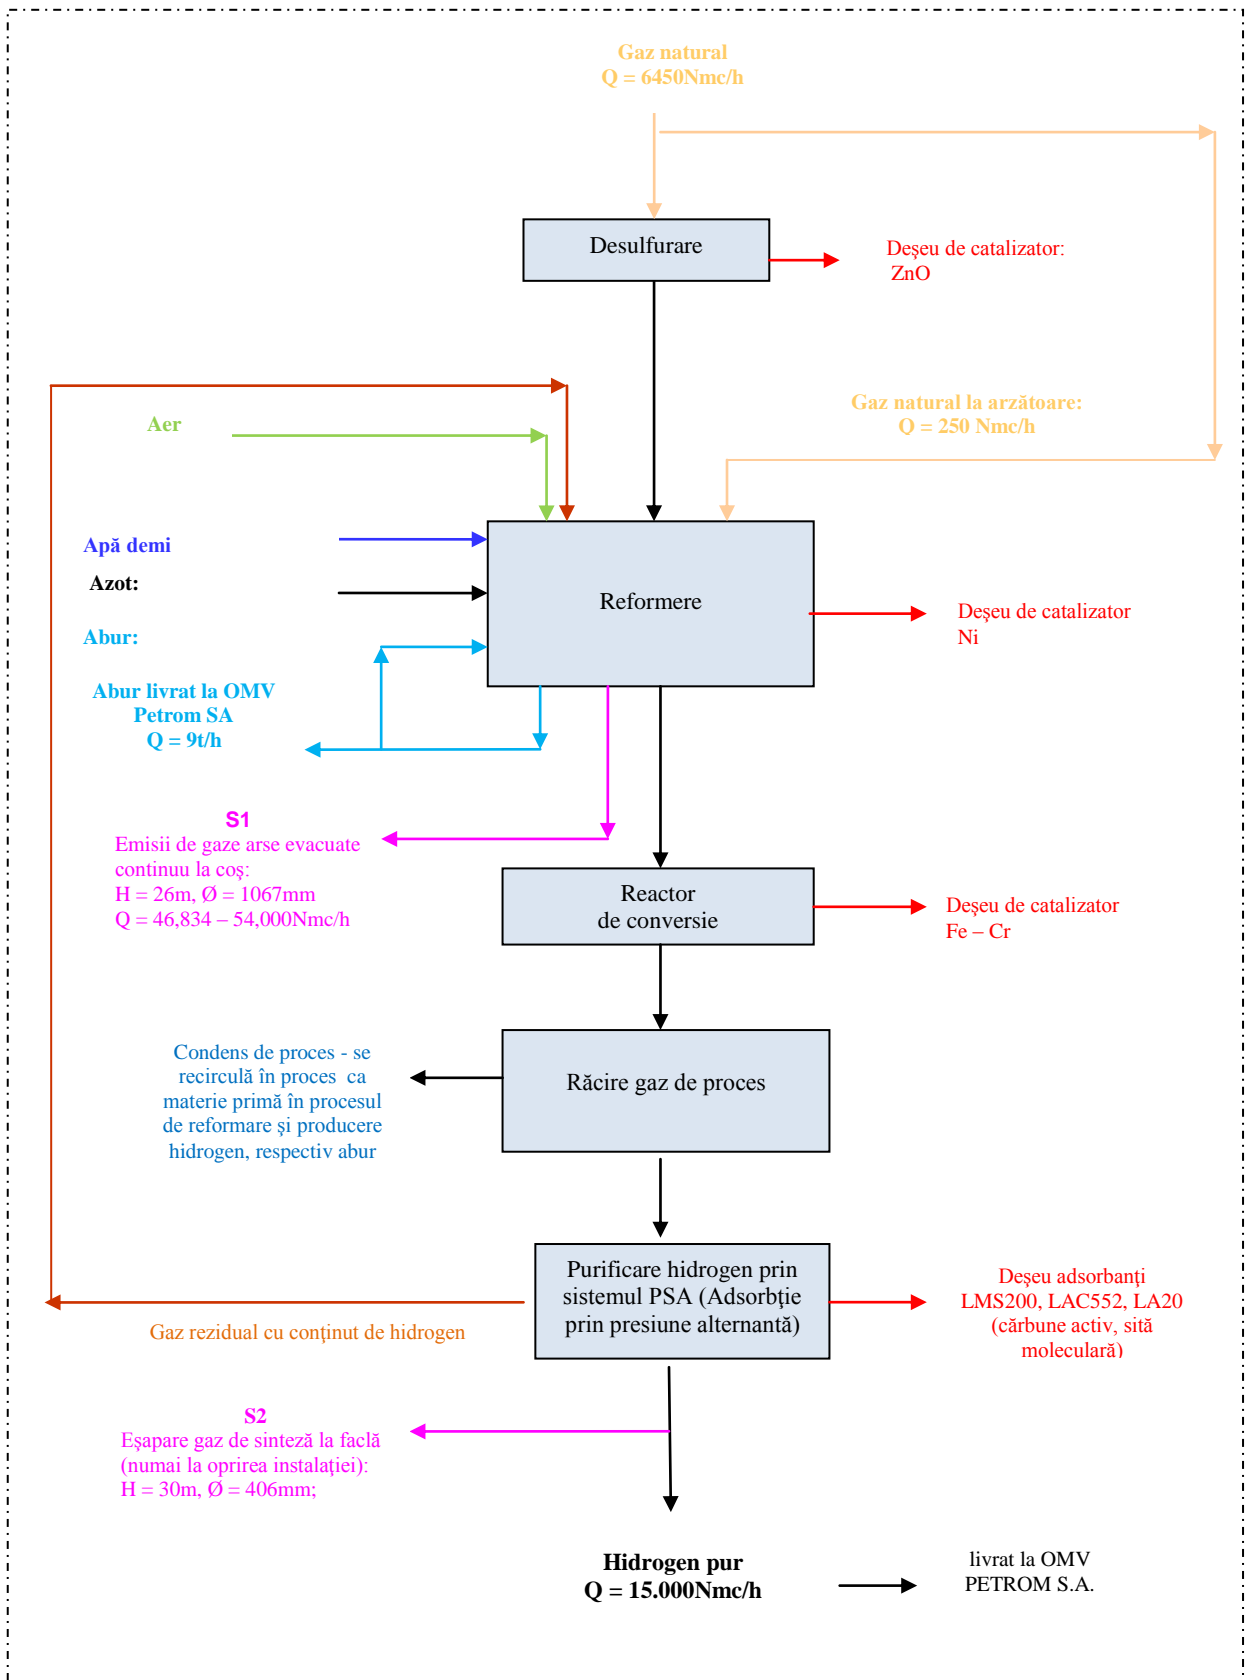 Gaz natural
Q = 6450Nmc/h
Desulfurare
Deşeu de catalizator:
ZnO
Gaz natural la arzătoare:
Q = 250 Nmc/h
Aer
Apă demi
Azot:
Reformere
Deşeu de catalizator
Ni
Abur:
Abur livrat la OMV
Petrom SA
Q = 9t/h
S1
Emisii de gaze arse evacuate
continuu la coş:
H = 26m, Ø = 1067mm
Q = 46,834 – 54,000Nmc/h
Reactor
de conversie
Deşeu de catalizator
Fe – Cr
Condens de proces - se
recirculă în proces ca
materie primă în procesul
de reformare şi producere
hidrogen, respectiv abur
Răcire gaz de proces
Purificare hidrogen prin
sistemul PSA (Adsorbţie
prin presiune alternantă)
Deşeu adsorbanţi
LMS200, LAC552, LA20
(cărbune activ, sită
moleculară)
Gaz rezidual cu conţinut de hidrogen
S2
Eşapare gaz de sinteză la faclă
(numai la oprirea instalaţiei):
H = 30m, Ø = 406mm;
Hidrogen pur
Q = 15.000Nmc/h
livrat la OMV
PETROM S.A.